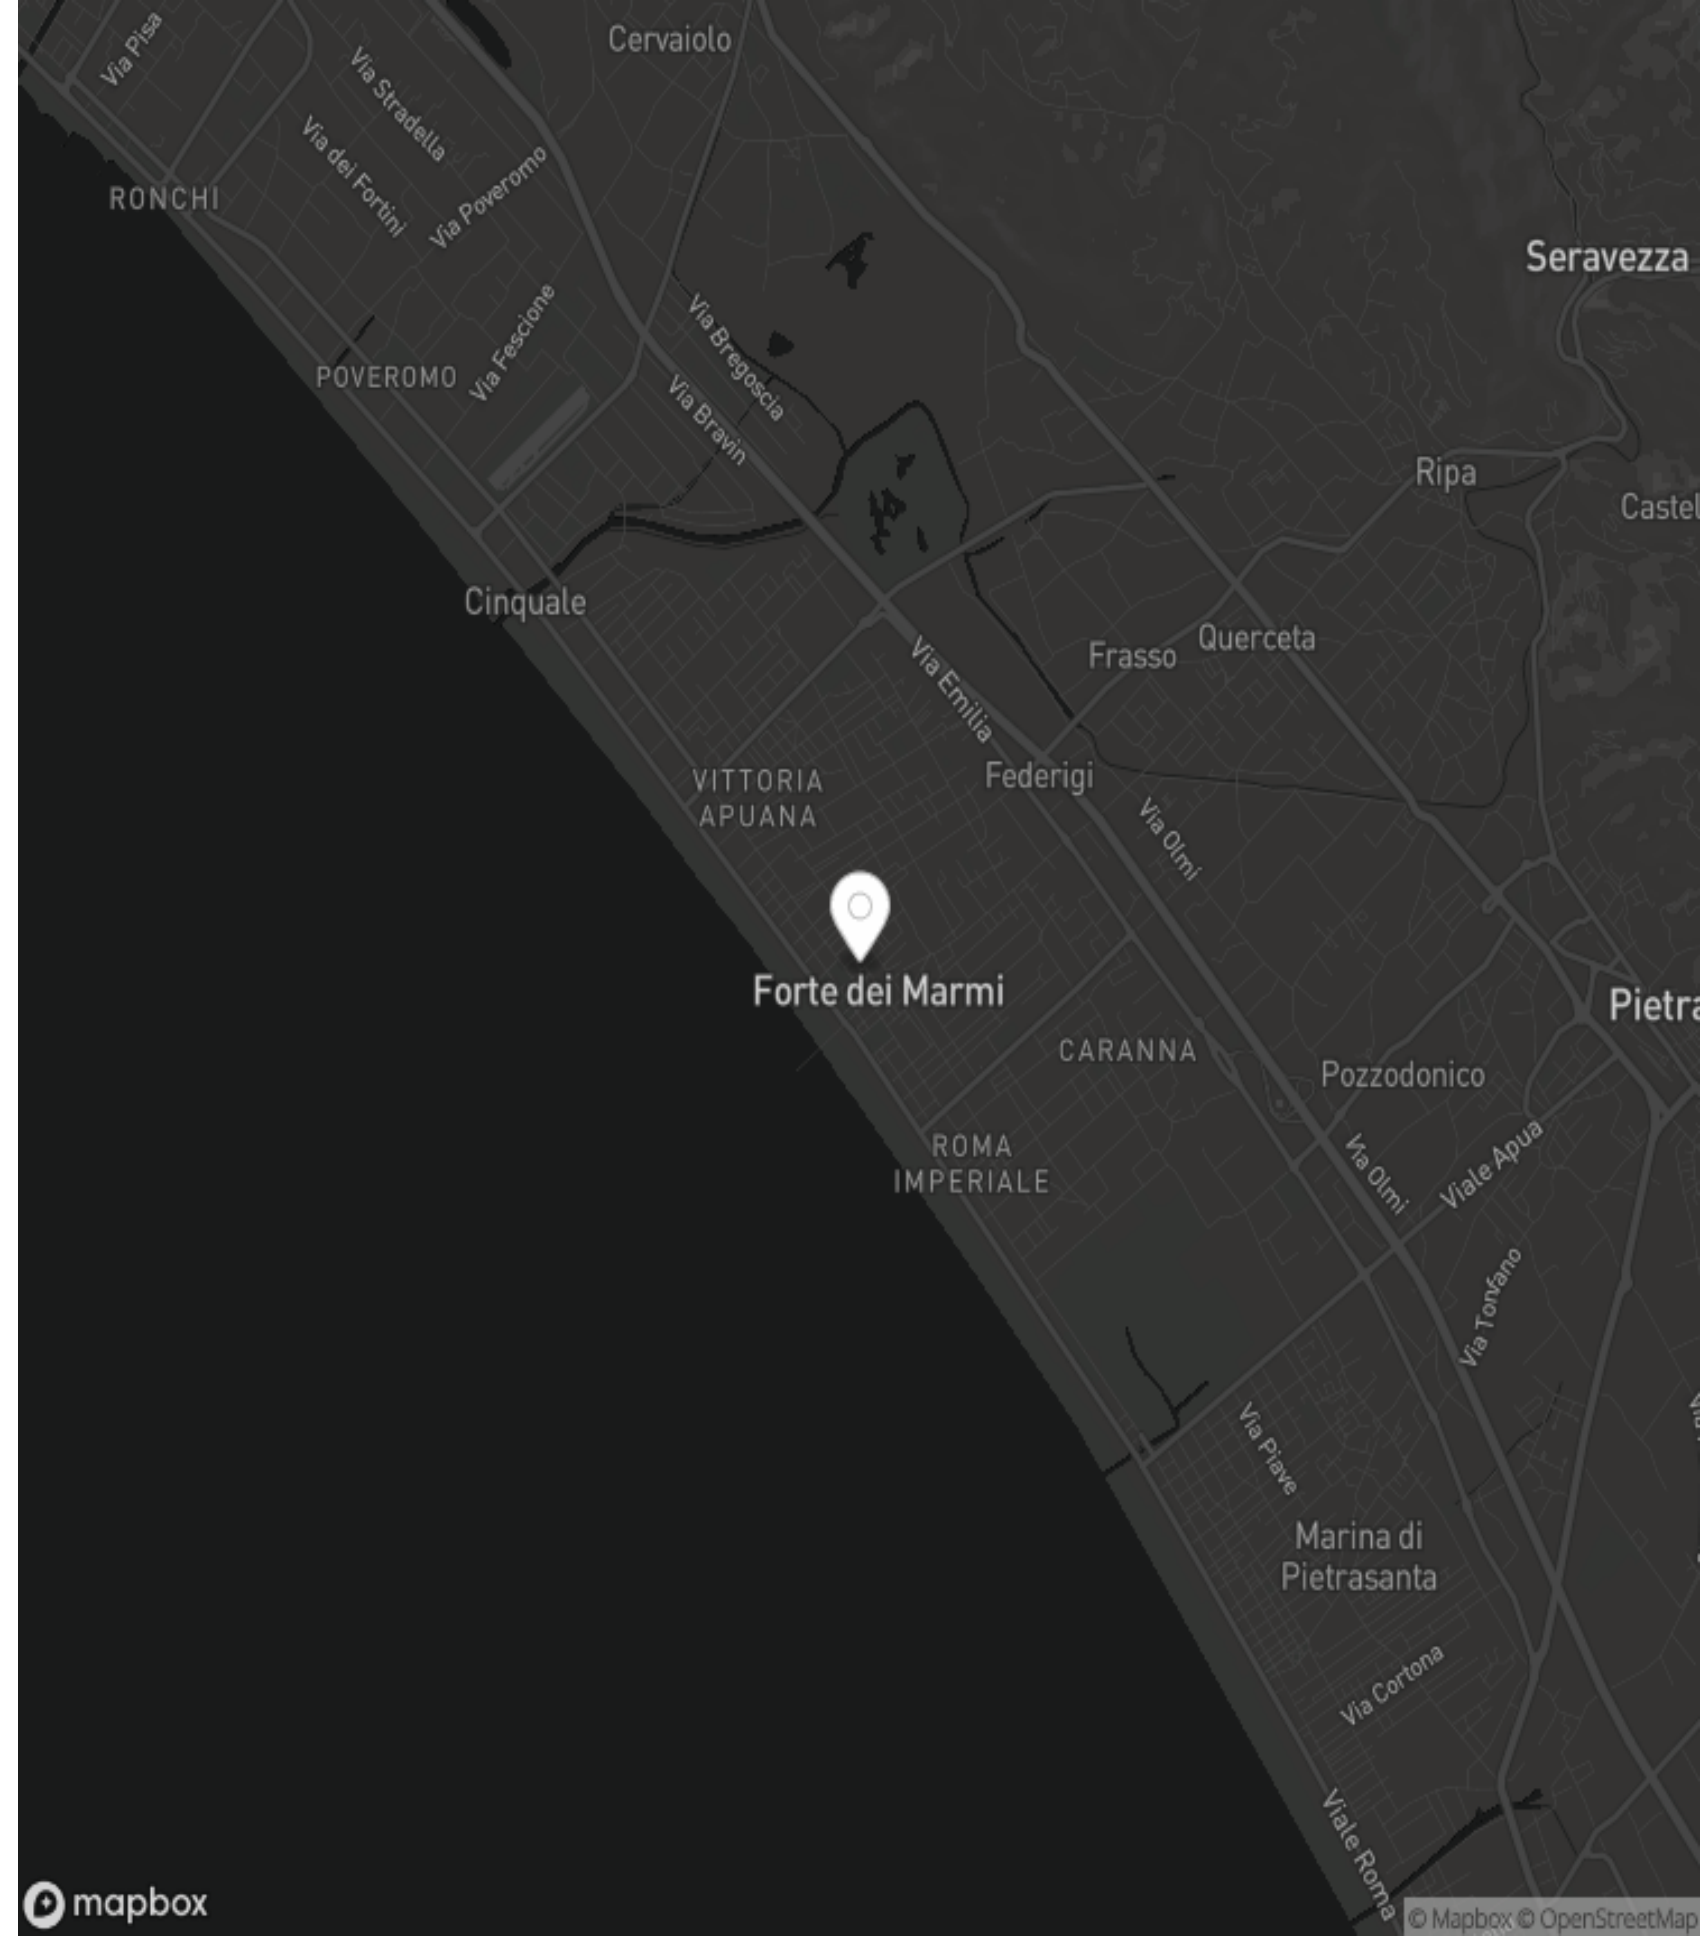 Via Pisa
Via Stradella
Cervaiolo
Via dei Fortini
Via Poveromo
RONCHI
Seravezza
Via Fescione
Via Bregoscia
POVEROMO
Via Bravin
Ripa
Castel
Cinquale
Frasso
Querceta
Via Emilia
VITTORIA
APUANA
Federigi
Via Olmi
Forte dei Marmi
Pietra
CARANNA
Pozzodonico
ROMA
IMPERIALE
Via Olmi
Viale Apua
Via Tonfano
Via Piave
Marina di
Pietrasanta
Via Cortona
Viale Roma
mapbox
© Mapbox © OpenStreetMap